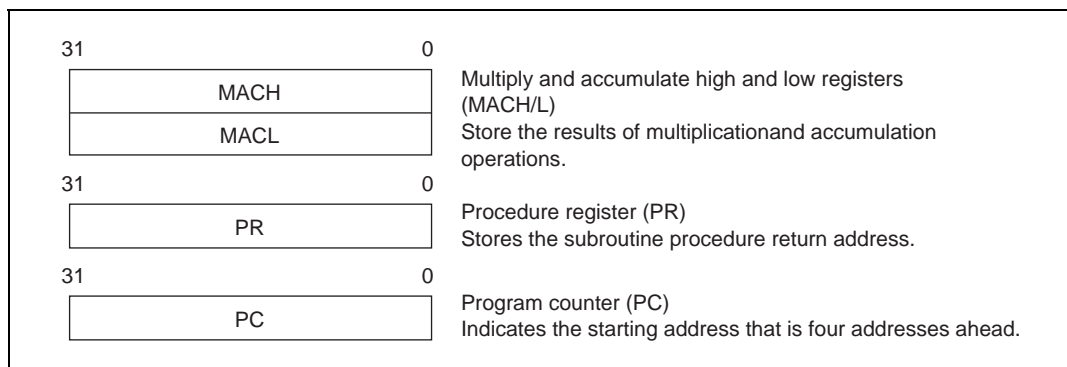 31 0
MACH
MACL
Multiply and accumulate high and low registers
(MACH/L)
Store the results of multiplicationand accumulation
operations.
31 0
PR
Procedure register (PR)
Stores the subroutine procedure return address.
31 0
PC
Program counter (PC)
Indicates the starting address that is four addresses ahead.